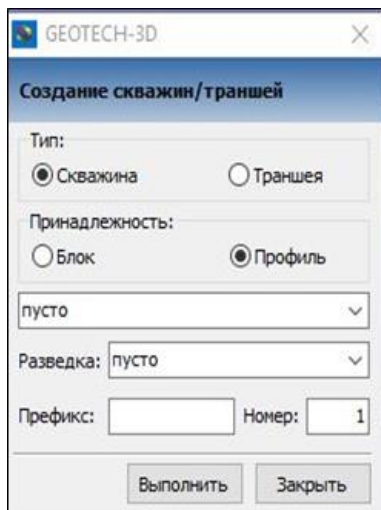 GEOTECH-3D
Создание скважин/траншей
Тип:
Скважина Траншея
Принадлежность:
Блок Профиль
пусто
Разведка: пусто
Префикс: Номер: 1
Выполнить Закрыть